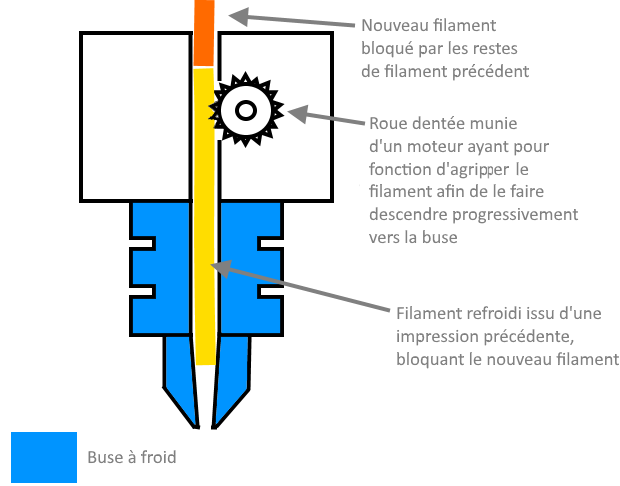 Nouveau filament
bloqué par les restes
de filament précédent
Roue dentée munie
d'un moteur ayant pour
fonction d'agripper le
filament afin de le faire
descendre progressivement
vers la buse
Filament refroidi issu d'une
impression précédente,
bloquant le nouveau filament
Buse à froid